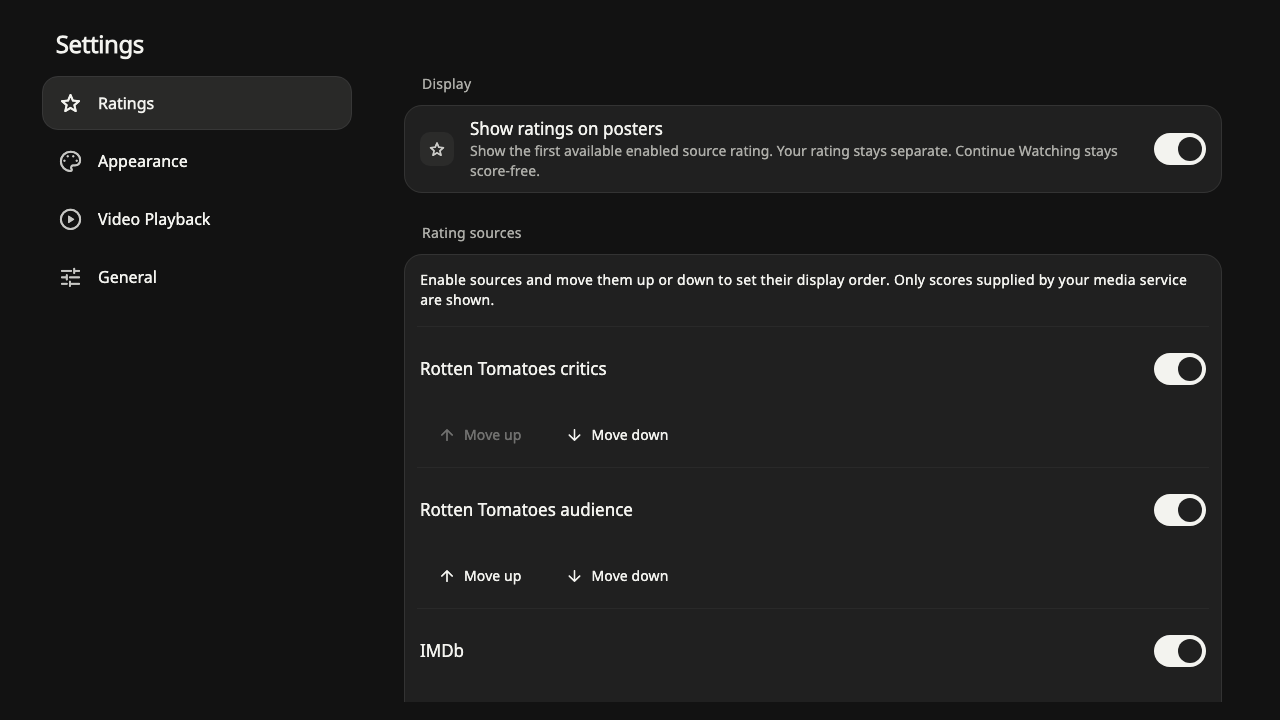 Settings
Ratings
Appearance
Video Playback
General
Display
Show ratings on posters
Show the first available enabled source rating. Your rating stays separate. Continue Watching stays
score-free.
Rating sources
Enable sources and move them up or down to set their display order. Only scores supplied by your media service
are shown.
Rotten Tomatoes critics
Move up Move down
Rotten Tomatoes audience
Move up Move down
IMDb